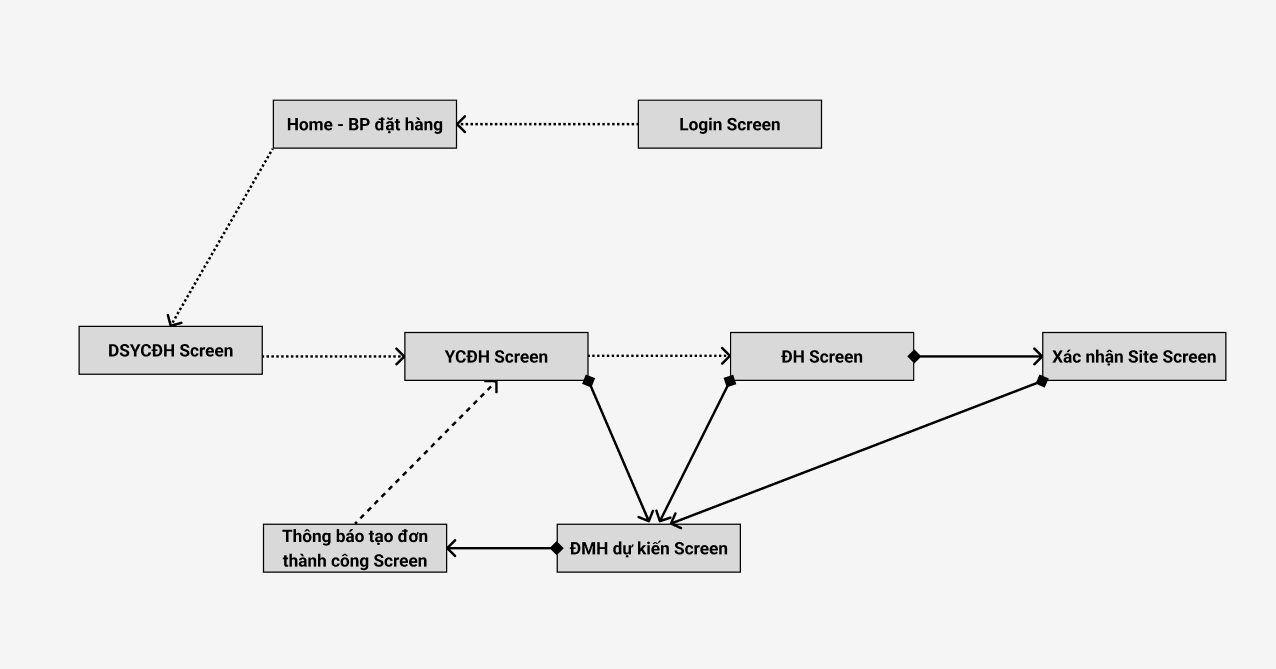 Home - BP đặt hàng
Login Screen
DSYCĐH Screen
YCĐH Screen
ĐH Screen
Xác nhận Site Screen
Thông báo tạo đơn
thành công Screen
ĐMH dự kiến Screen